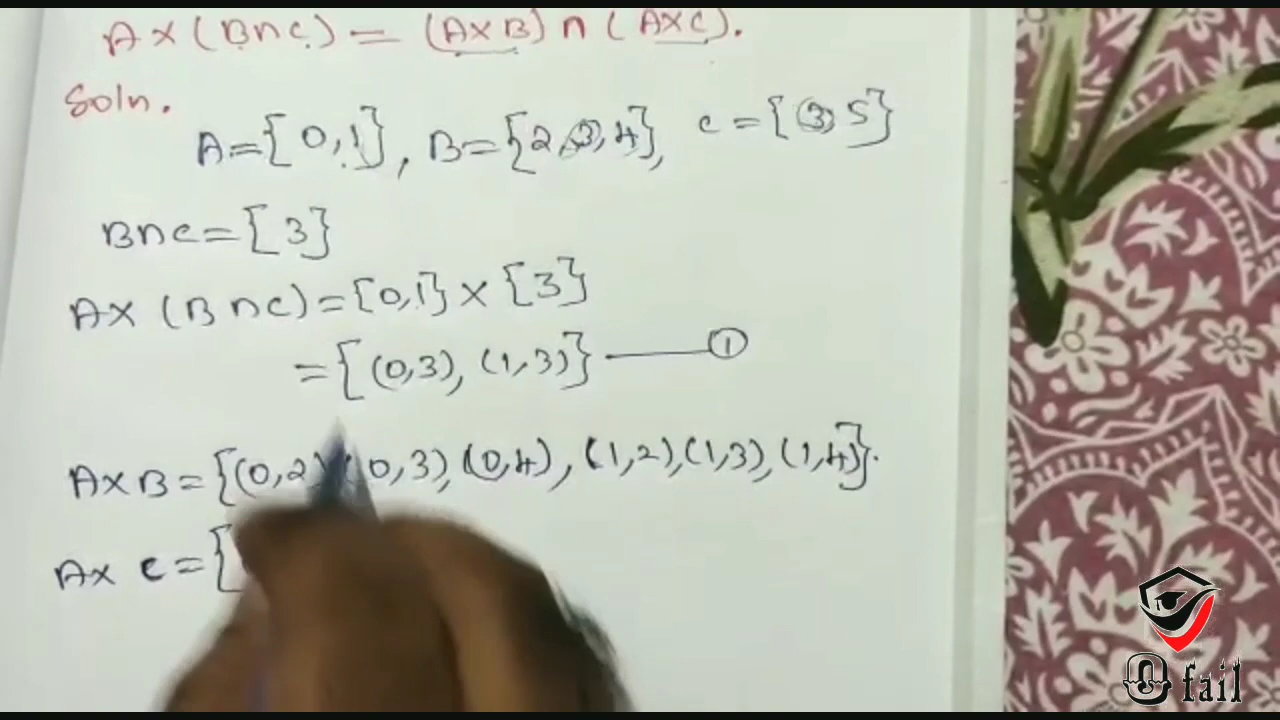 A × (B ∩ C) = (A×B) ∩ (A×C).
Soln.
A = {0,1}, B = {2,3,4}, C = {3,5}
B∩C = {3}
A× (B ∩ C) = {0,1} × {3}
= {(0,3), (1,3)} —— ①
A×B = {(0,2), (0,3), (0,4), (1,2), (1,3), (1,4)}.
A× C = {
0 fail